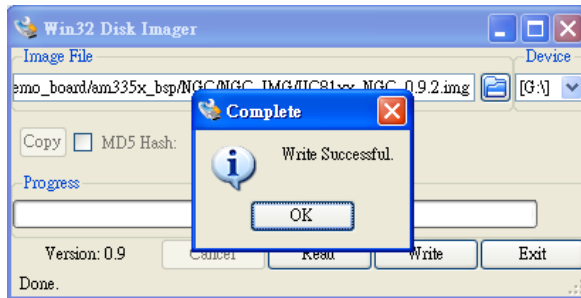 Win32 Disk Imager
Image File
Device
emo_board/am335x_bsp/NGC/NGC_IMG/UC81xx_NGC_0.9.2.img
[G:\]
Complete
Copy
MD5 Hash:
Write Successful.
Progress
OK
Version: 0.9
Cancel
Read
Write
Exit
Done.